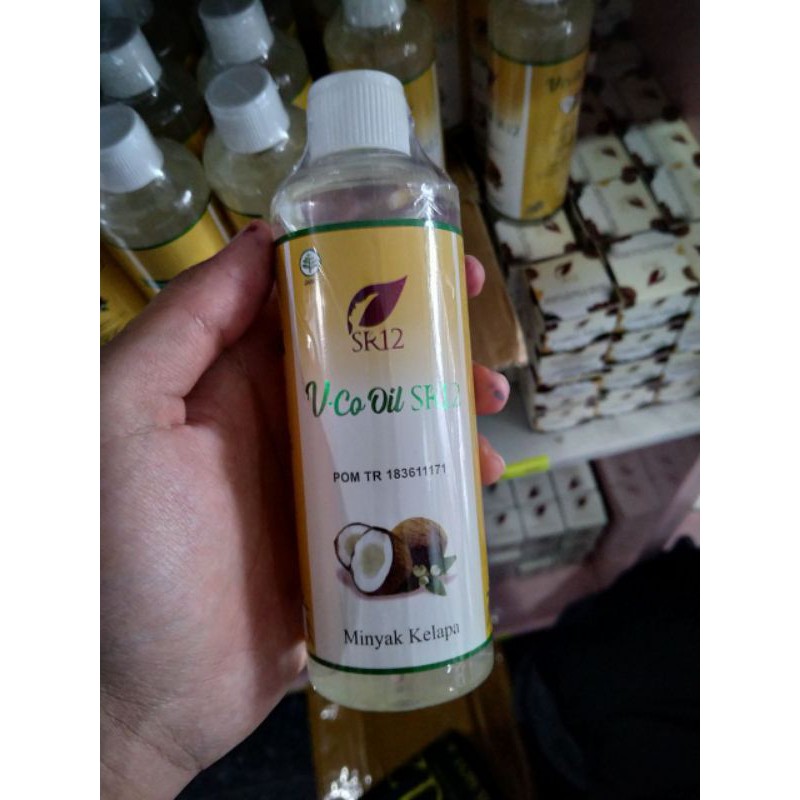 SR12
V-Co Oil SR12
POM TR 183611171
Minyak Kelapa